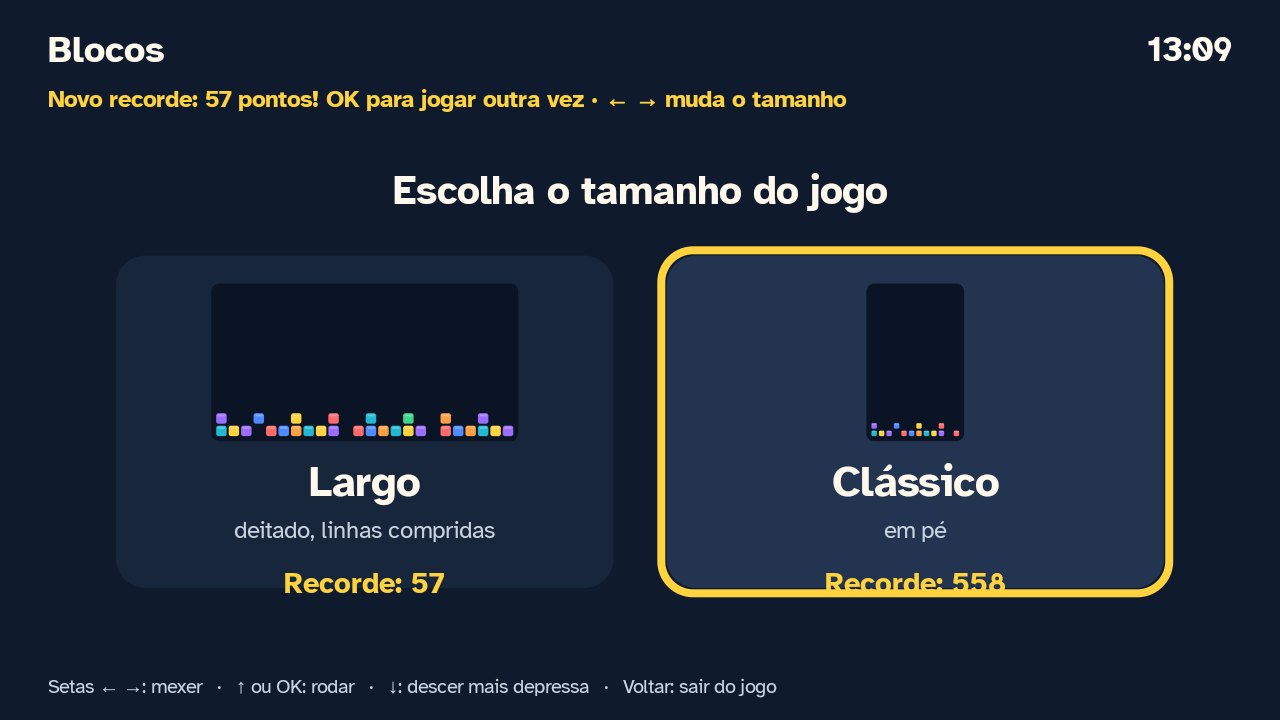 Blocos
13:09
Novo recorde: 57 pontos! OK para jogar outra vez · ← → muda o tamanho
Escolha o tamanho do jogo
Largo
deitado, linhas compridas
Recorde: 57
Clássico
em pé
Recorde: 558
Setas ← →: mexer · ↑ ou OK: rodar · ↓: descer mais depressa · Voltar: sair do jogo